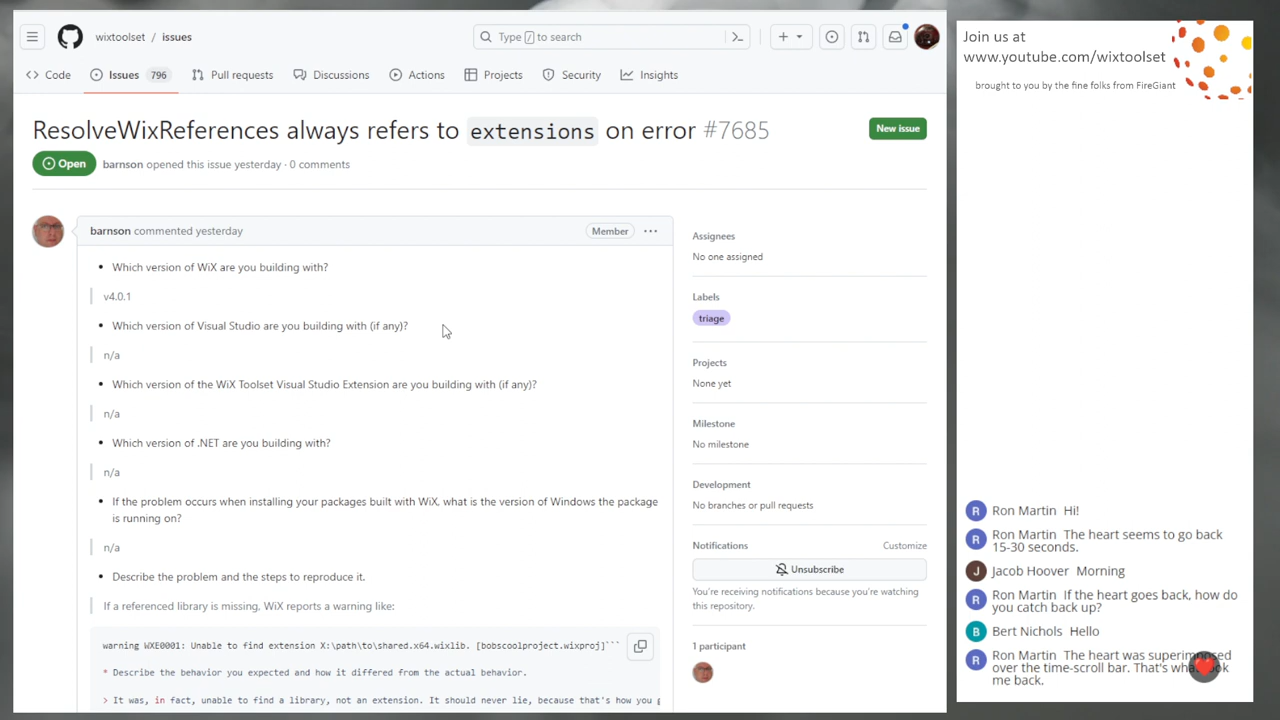 wixtoolset / issues
Type / to search
Code
Issues 796
Pull requests
Discussions
Actions
Projects
Security
Insights
ResolveWixReferences always refers to extensions on error #7685
New issue
Open
barnson opened this issue yesterday · 0 comments
barnson commented yesterday
Member
• Which version of WiX are you building with?
v4.0.1
• Which version of Visual Studio are you building with (if any)?
n/a
• Which version of the WiX Toolset Visual Studio Extension are you building with (if any)?
n/a
• Which version of .NET are you building with?
n/a
• If the problem occurs when installing your packages built with WiX, what is the version of Windows the package
is running on?
n/a
• Describe the problem and the steps to reproduce it.
If a referenced library is missing, WiX reports a warning like:
warning WXE0001: Unable to find extension X:\path\to\shared.x64.wixlib. [bobscoolproject.wixproj]```
* Describe the behavior you expected and how it differed from the actual behavior.
> It was, in fact, unable to find a library, not an extension. It should never lie, because that's how you g
Assignees
No one assigned
Labels
triage
Projects
None yet
Milestone
No milestone
Development
No branches or pull requests
Notifications
Customize
Unsubscribe
You're receiving notifications because you're watching
this repository.
1 participant
Join us at
www.youtube.com/wixtoolset
brought to you by the fine folks from FireGiant
R Ron Martin Hi!
R Ron Martin The heart seems to go back
15-30 seconds.
J Jacob Hoover Morning
R Ron Martin If the heart goes back, how do
you catch back up?
B Bert Nichols Hello
R Ron Martin The heart was superimposed
over the time-scroll bar. That's what
me back.